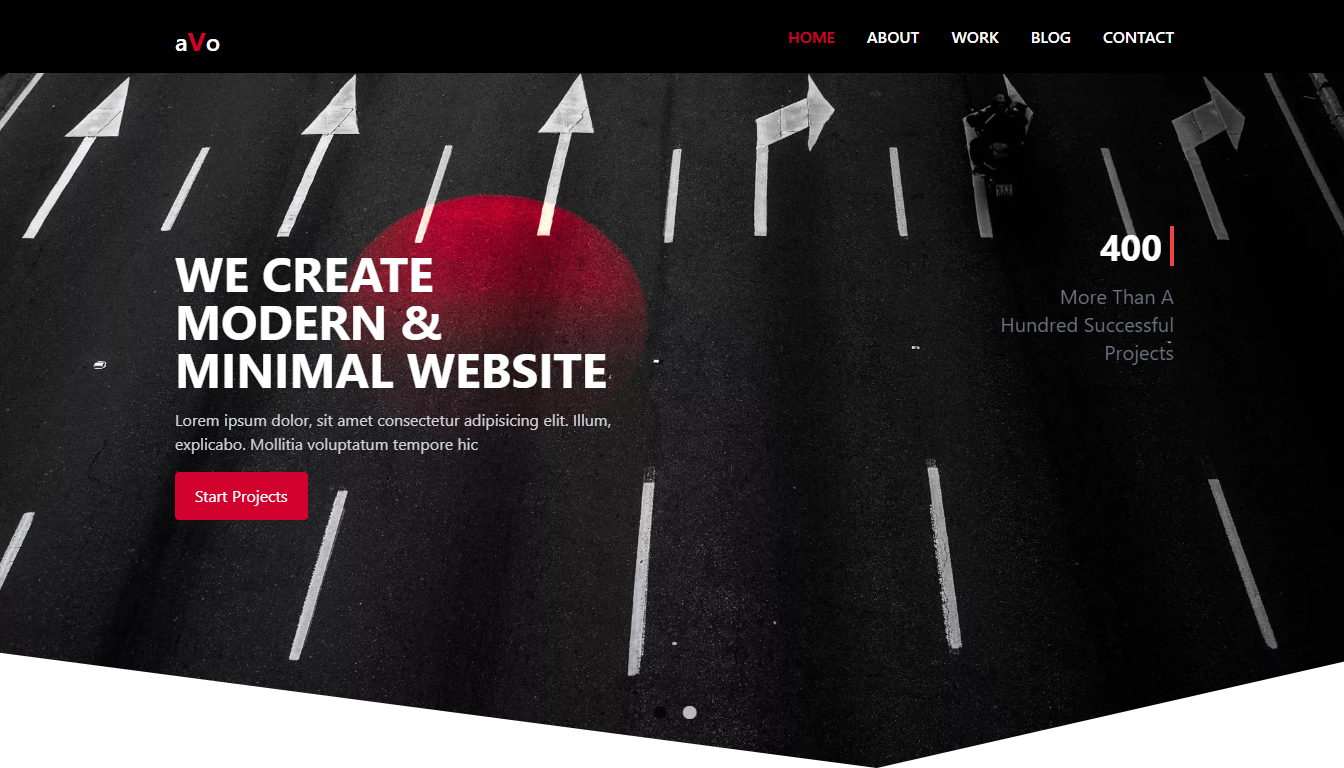 aVo
HOME ABOUT WORK BLOG CONTACT
WE CREATE
MODERN &
MINIMAL WEBSITE
Lorem ipsum dolor, sit amet consectetur adipisicing elit. Illum,
explicabo. Mollitia voluptatum tempore hic
Start Projects
400
More Than A
Hundred Successful
Projects